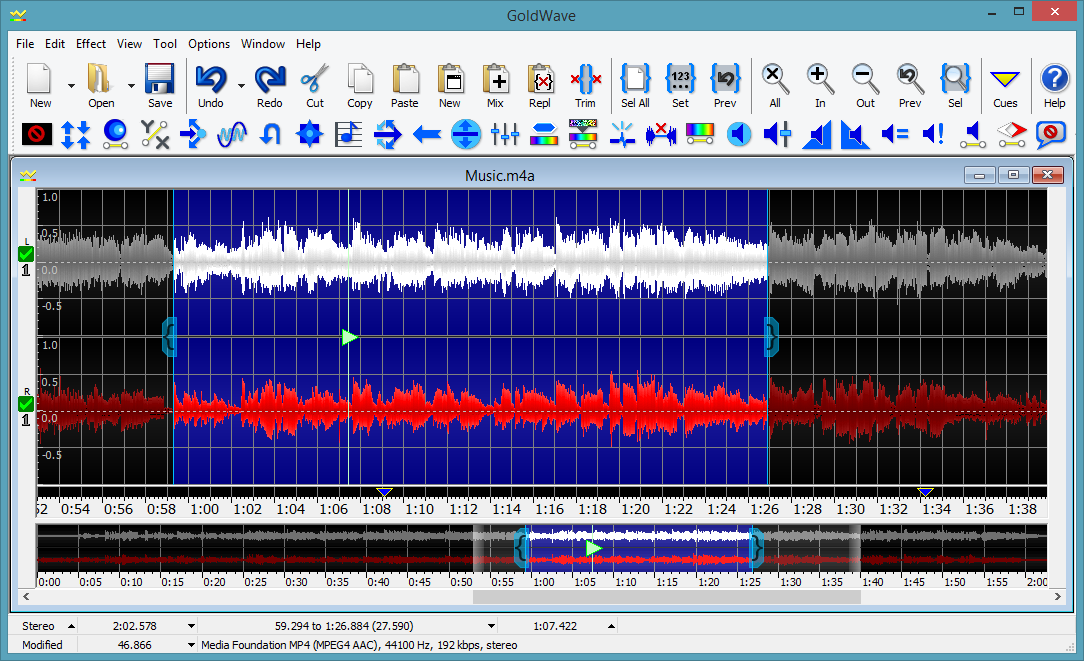 GoldWave
File Edit Effect View Tool Options Window Help
New Open Save Undo Redo Cut Copy Paste New Mix Repl Trim Sel All Set Prev All In Out Prev Sel Cues Help
123
Music.m4a
1.0
L
0.5
0.0
1
-0.5
1.0
R
0.5
0.0
1
-0.5
52 0:54 0:56 0:58 1:00 1:02 1:04 1:06 1:08 1:10 1:12 1:14 1:16 1:18 1:20 1:22 1:24 1:26 1:28 1:30 1:32 1:34 1:36 1:38
0:00 0:05 0:10 0:15 0:20 0:25 0:30 0:35 0:40 0:45 0:50 0:55 1:00 1:05 1:10 1:15 1:20 1:25 1:30 1:35 1:40 1:45 1:50 1:55 2:00
Stereo 2:02.578 59.294 to 1:26.884 (27.590) 1:07.422
Modified 46.866 Media Foundation MP4 (MPEG4 AAC), 44100 Hz, 192 kbps, stereo